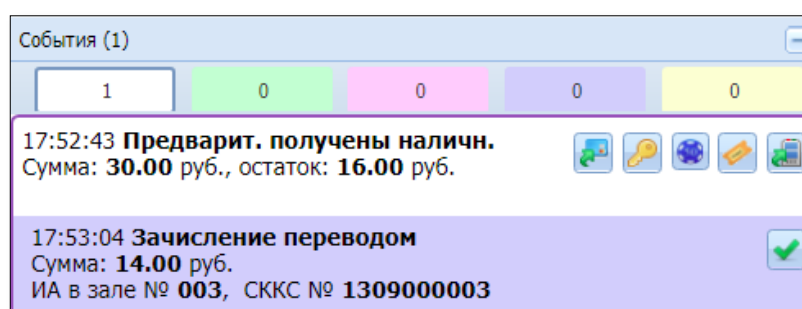 События (1)
1 0 0 0 0
17:52:43 Предварит. получены наличн.
Сумма: 30.00 руб., остаток: 16.00 руб.
17:53:04 Зачисление переводом
Сумма: 14.00 руб.
ИА в зале № 003, СККС № 1309000003